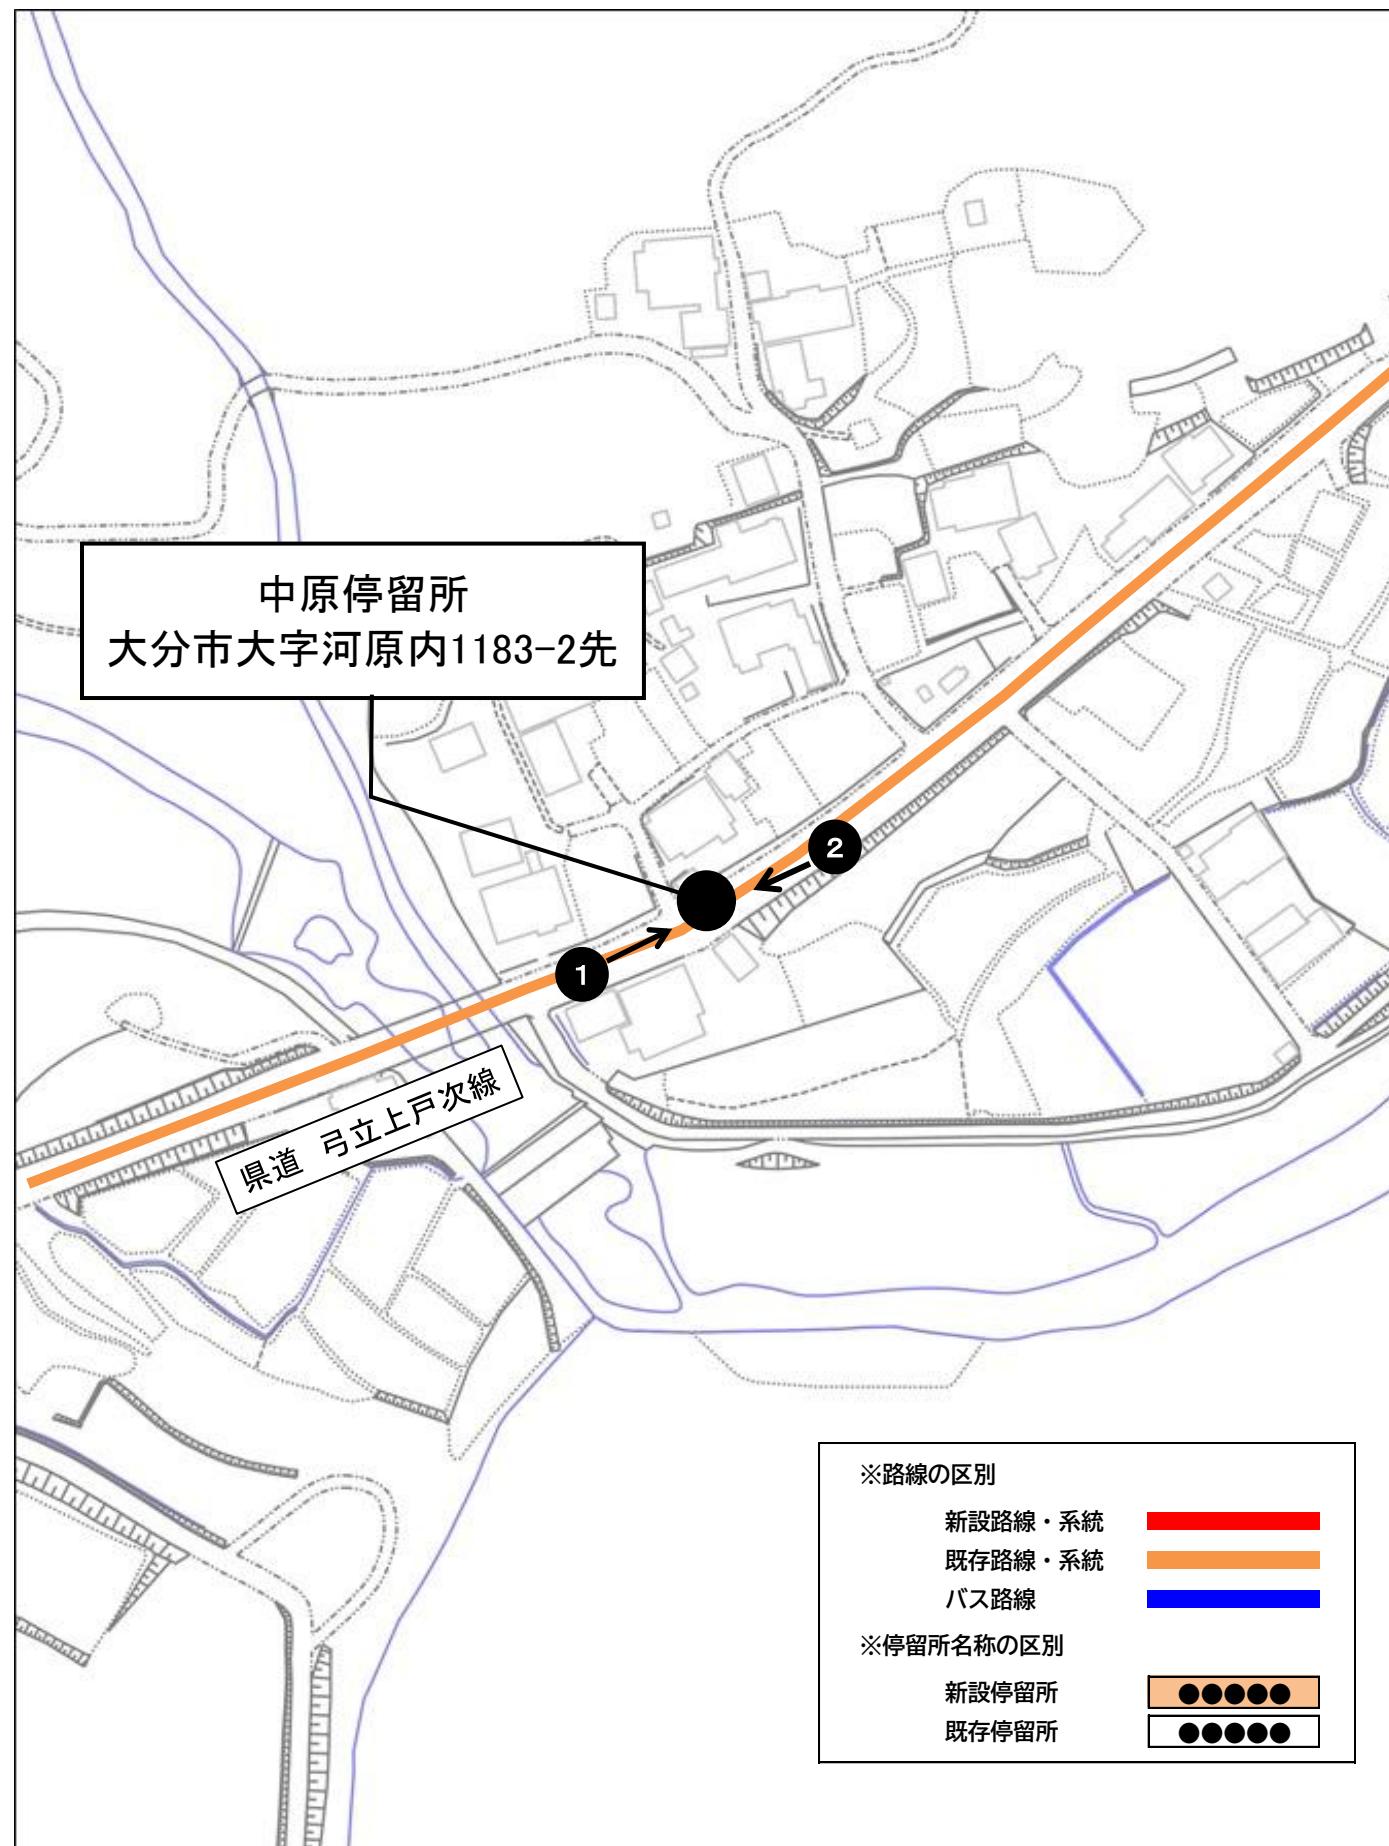 中原停留所
大分市大字河原内1183-2先
2
1
県道　弓立上戸次線
※路線の区別
新設路線・系統
既存路線・系統
バス路線
※停留所名称の区別
新設停留所 ●●●●●
既存停留所 ●●●●●